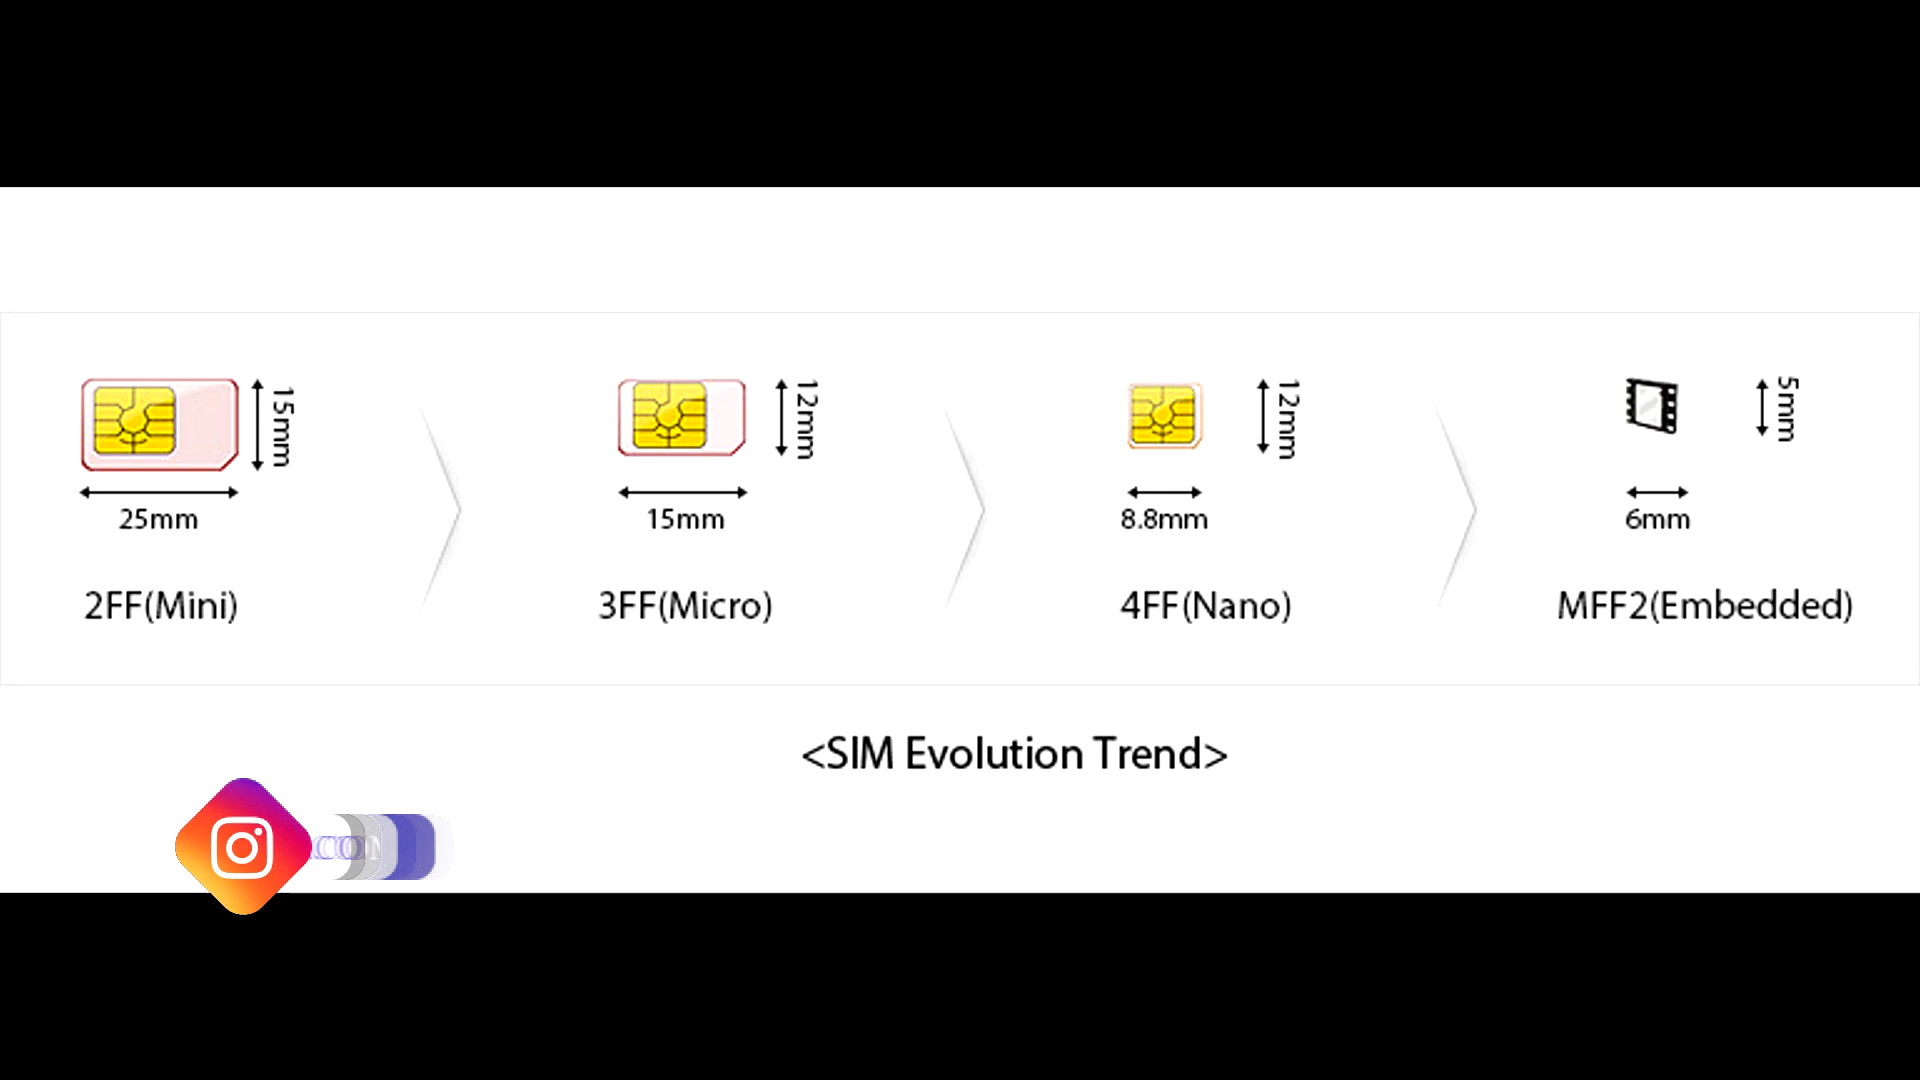 15mm
25mm
2FF(Mini)
12mm
15mm
3FF(Micro)
12mm
8.8mm
4FF(Nano)
5mm
6mm
MFF2(Embedded)
<SIM Evolution Trend>